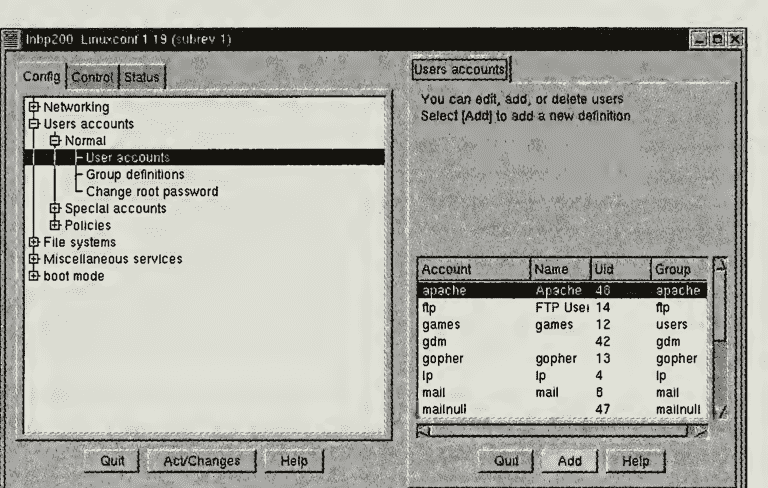 lnbp200 Linuxconf 1 19 (subrev 1)
Config Control Status
Networking
Users accounts
Normal
User accounts
Group definitions
Change root password
Special accounts
Policies
File systems
Miscellaneous services
boot mode
Quit Act/Changes Help
Users accounts
You can edit, add, or delete users
Select [Add] to add a new definition
Account Name Uid Group
apache Apache 48 apache
ftp FTP User 14 ftp
games games 12 users
gdm 42 gdm
gopher gopher 13 gopher
lp lp 4 lp
mail mail 8 mail
mailnull 47 mailnull
Quit Add Help